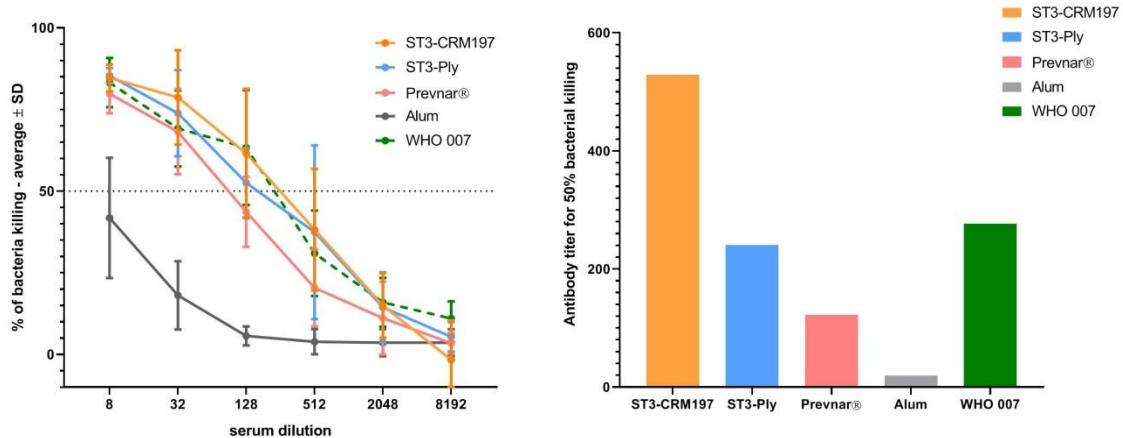 100
50
0
% of bacteria killing - average ± SD
8 32 128 512 2048 8192
serum dilution
ST3-CRM197
ST3-Ply
Prevnar®
Alum
WHO 007
600
400
200
0
Antibody titer for 50% bacterial killing
ST3-CRM197 ST3-Ply Prevnar® Alum WHO 007
ST3-CRM197
ST3-Ply
Prevnar®
Alum
WHO 007